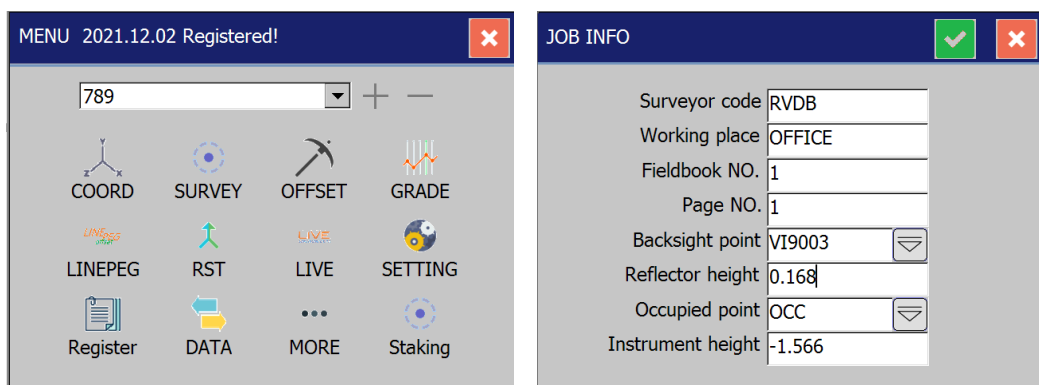 MENU 2021.12.02 Registered!
789
COORD SURVEY OFFSET GRADE
LINEPEG RST LIVE SETTING
Register DATA MORE Staking
JOB INFO
Surveyor code RVDB
Working place OFFICE
Fieldbook NO. 1
Page NO. 1
Backsight point VI9003
Reflector height 0.168
Occupied point OCC
Instrument height -1.566